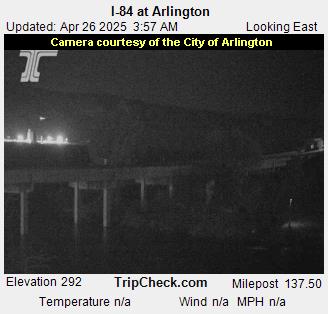 I-84 at Arlington
Updated: Apr 26 2025 3:57 AM Looking East
Camera courtesy of the City of Arlington
Elevation 292 TripCheck.com Milepost 137.50
Temperature n/a Wind n/a MPH n/a